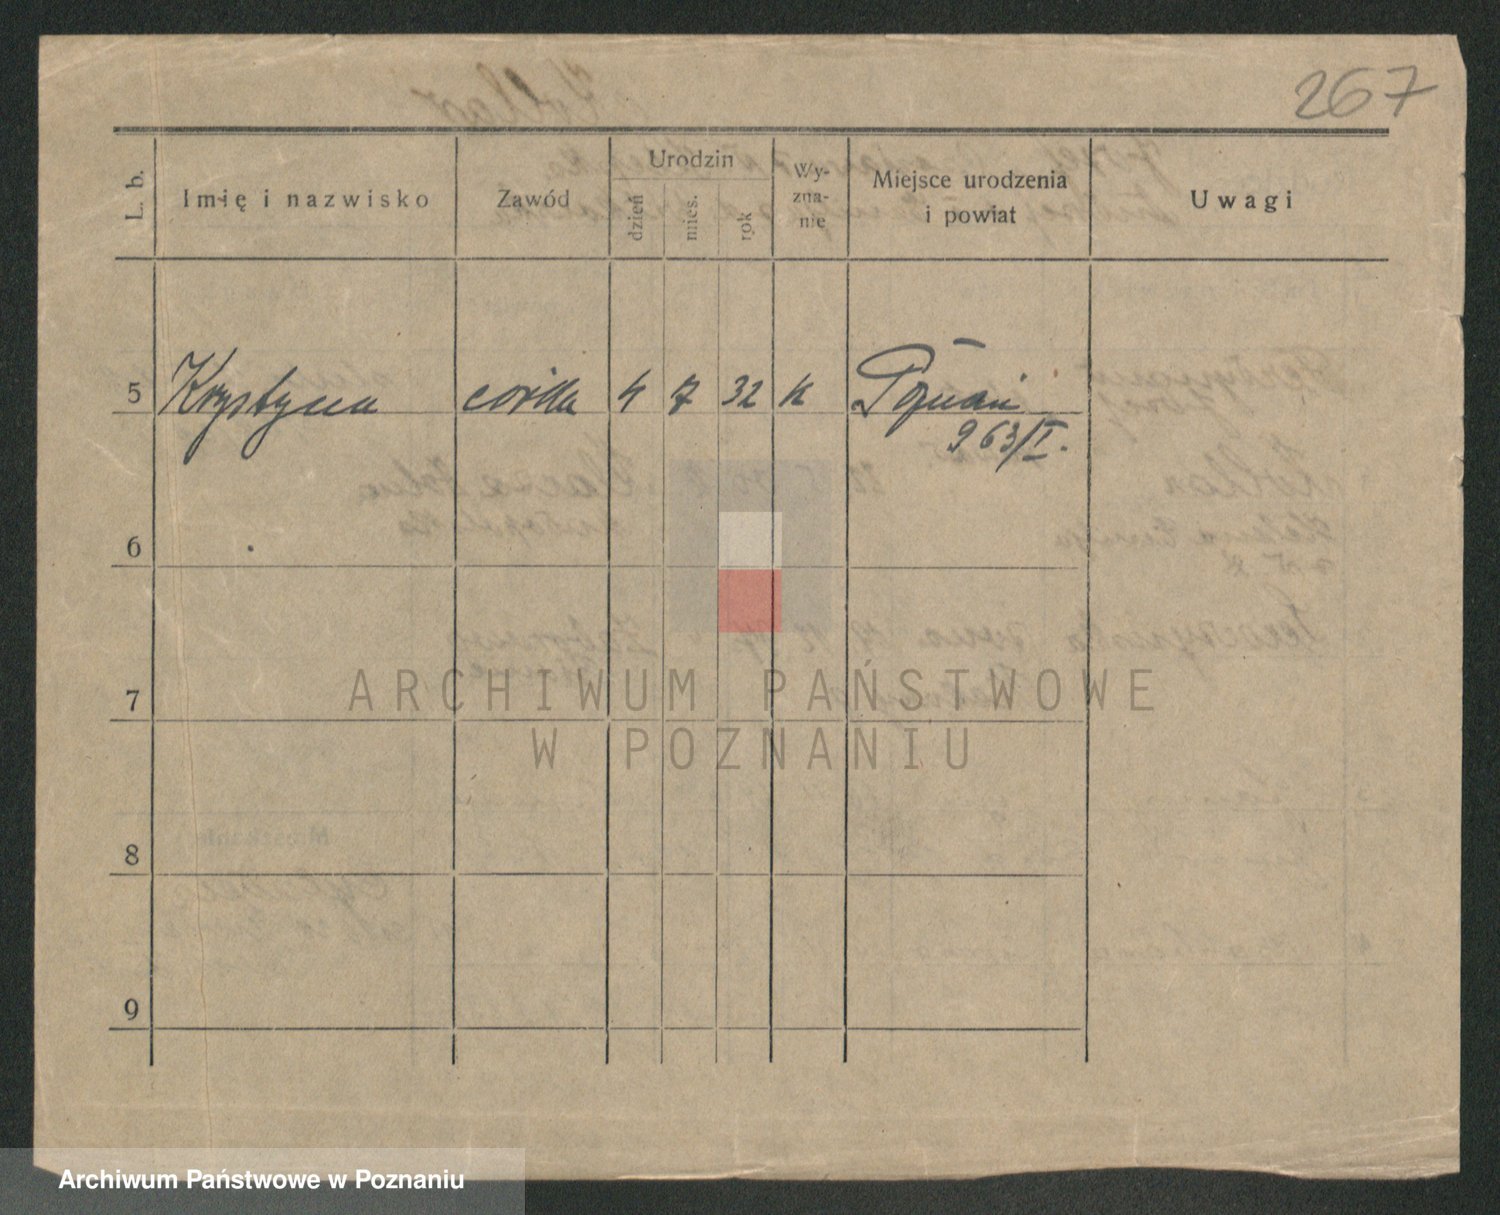 267
L. b.
Imię i nazwisko
Zawód
Urodzin
dzień
mies.
rok
Wy-
zna-
nie
Miejsce urodzenia
i powiat
Uwagi
5 Krystyna córka 4 7 32 k Poznań
963/I.
6
7
8
9
ARCHIWUM PAŃSTWOWE
W POZNANIU
Archiwum Państwowe w Poznaniu